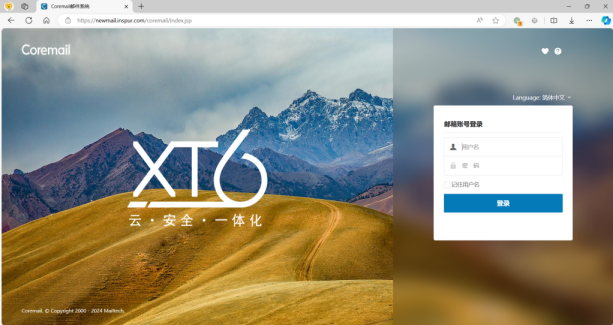 Coremail邮件系统
https://newmail.inspur.com/coremail/index.jsp
Coremail
Language: 简体中文
邮箱账号登录
用户名
密 码
记住用户名
登录
XT6
云·安全·一体化
Coremail. © Copyright 2000 - 2024 Mailtech.